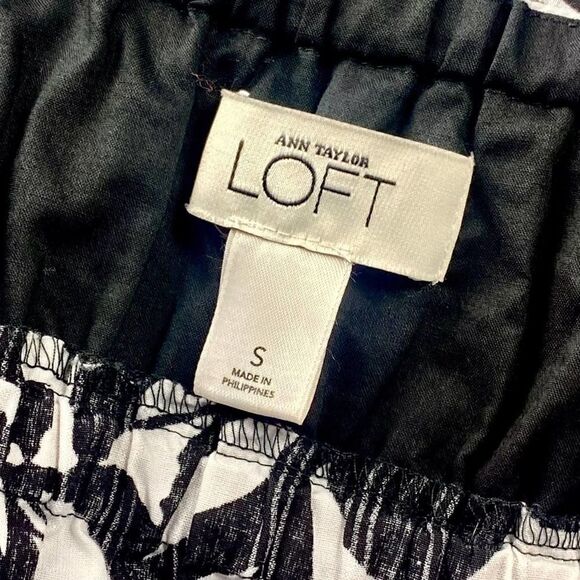 ANN TAYLOR
LOFT
S
MADE IN
PHILIPPINES